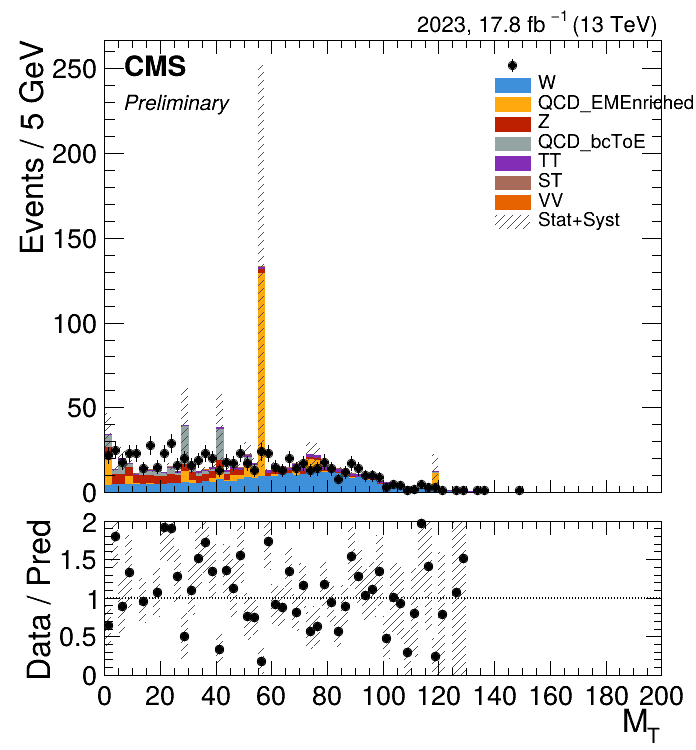 2023, 17.8 fb⁻¹ (13 TeV)
Events / 5 GeV
CMS
Preliminary
W
QCD_EMEnriched
Z
QCD_bcToE
TT
ST
VV
Stat+Syst
250
200
150
100
50
0
Data / Pred
2
1.5
1
0.5
0
0 20 40 60 80 100 120 140 160 180 200
M_T